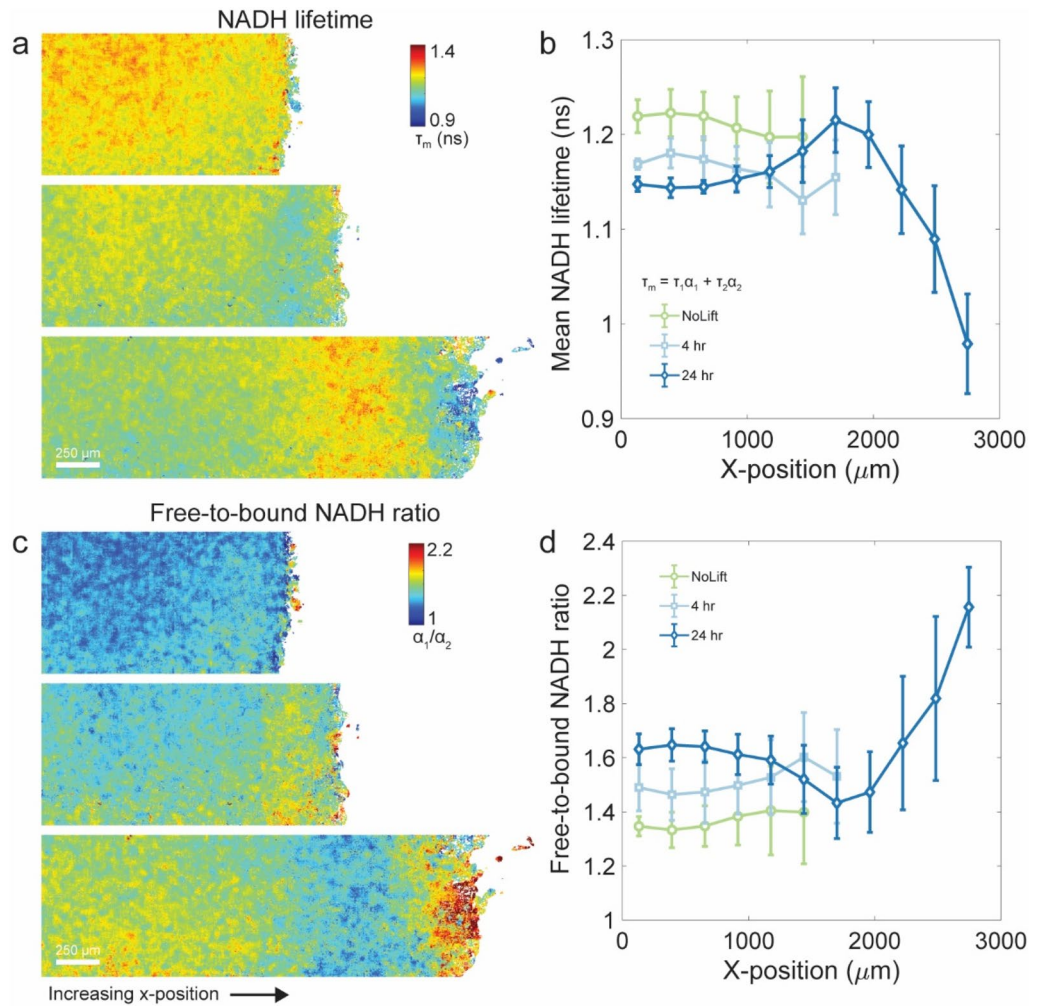 NADH lifetime
a
1.4
0.9
τm (ns)
250 µm
b
1.3
1.2
1.1
1
0.9
Mean NADH lifetime (ns)
τm = τ1α1 + τ2α2
NoLift
4 hr
24 hr
0 1000 2000 3000
X-position (µm)
Free-to-bound NADH ratio
c
2.2
1
α1/α2
250 µm
Increasing x-position
d
2.4
2.2
2
1.8
1.6
1.4
1.2
1
Free-to-bound NADH ratio
NoLift
4 hr
24 hr
0 1000 2000 3000
X-position (µm)